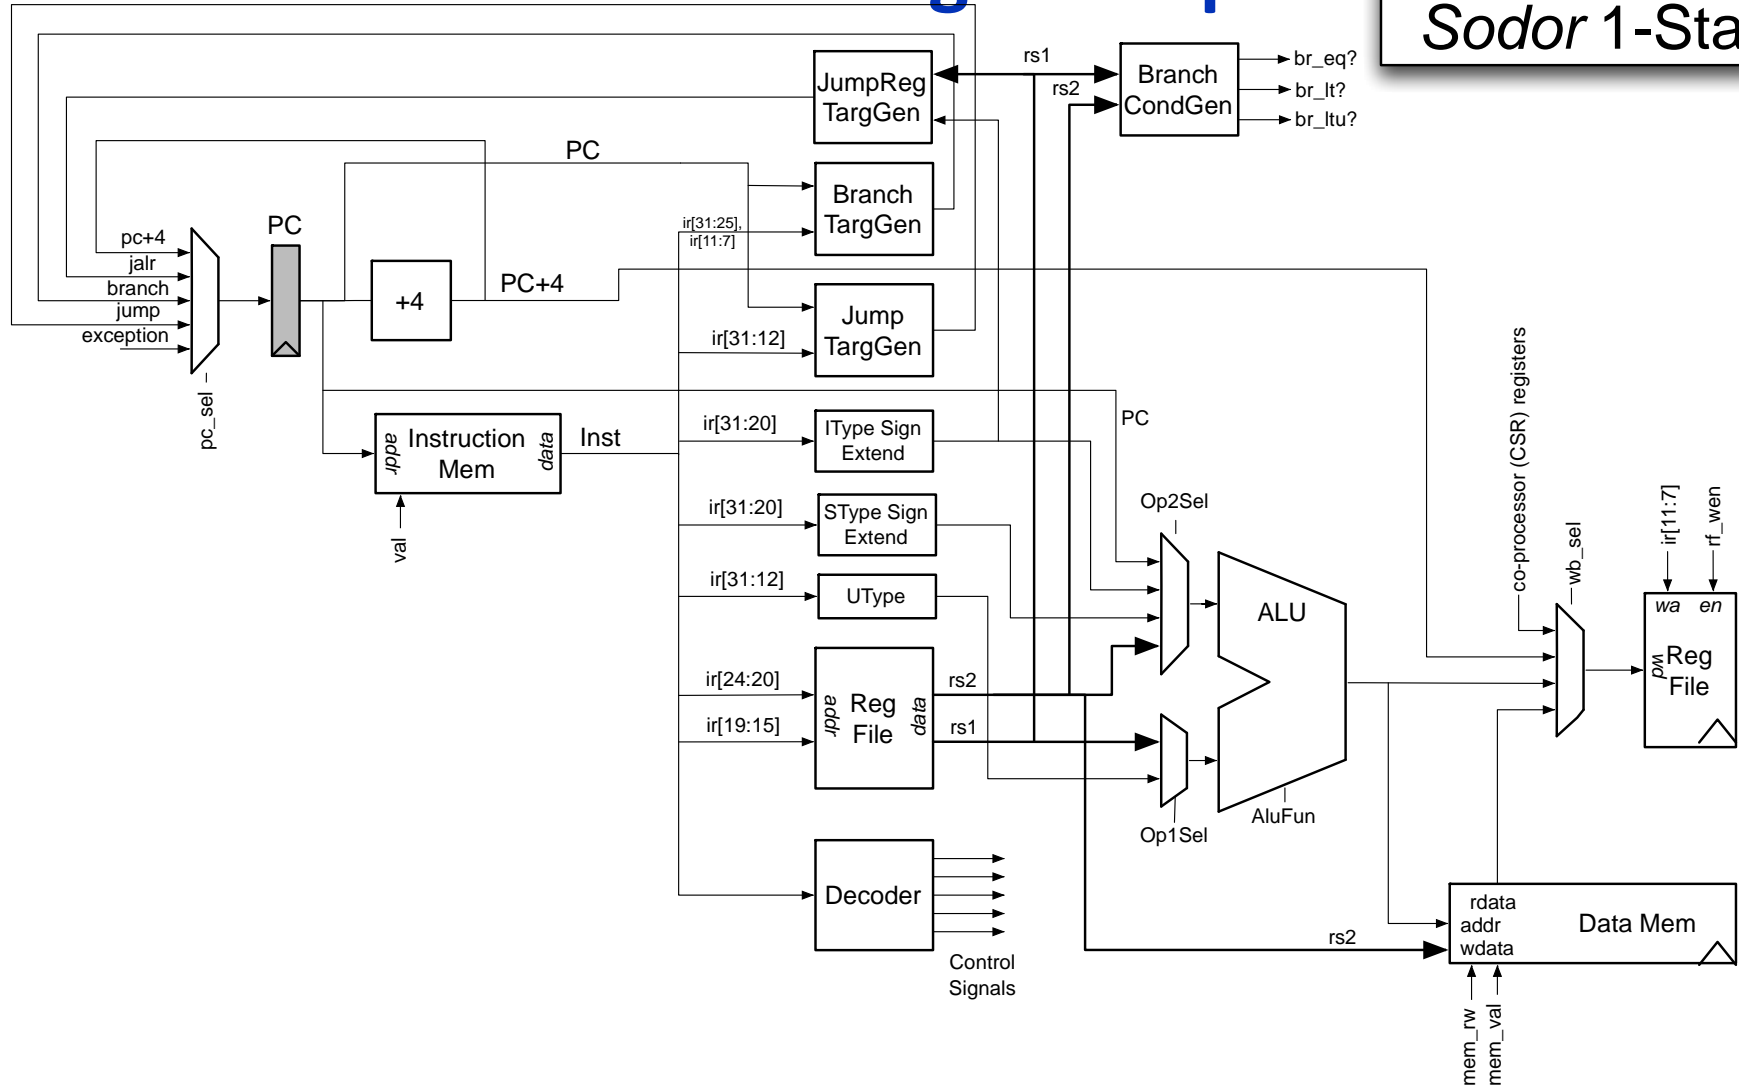 Sodor 1-Sta
rs1
rs2
JumpReg
TargGen
Branch
CondGen
br_eq?
br_lt?
br_ltu?
PC
Branch
TargGen
ir[31:25],
ir[11:7]
PC
pc+4
jalr
branch
jump
exception
pc_sel
+4
PC+4
Jump
TargGen
ir[31:12]
addr
Instruction
Mem
data
Inst
val
ir[31:20]
IType Sign
Extend
PC
ir[31:20]
SType Sign
Extend
ir[31:12]
UType
ir[24:20]
ir[19:15]
addr
Reg
File
data
rs2
rs1
Decoder
Control
Signals
Op2Sel
Op1Sel
ALU
AluFun
co-processor (CSR) registers
wb_sel
ir[11:7]
rf_wen
wa
en
wd
Reg
File
rs2
rdata
addr
wdata
Data Mem
mem_rw
mem_val